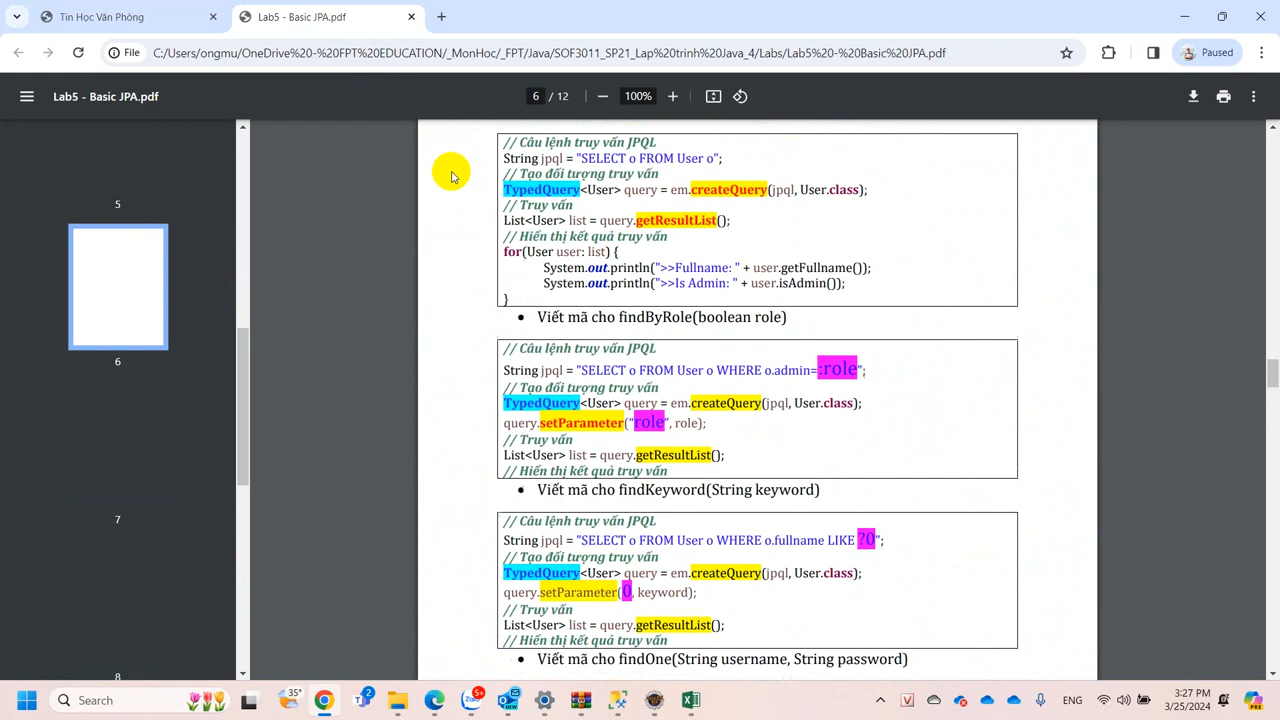 Tin Học Văn Phòng
Lab5 - Basic JPA.pdf
File
C:/Users/ongmu/OneDrive%20-%20FPT%20EDUCATION/_MonHoc/_FPT/Java/SOF3011_SP21_Lap%20trinh%20Java_4/Labs/Lab5%20-%20Basic%20JPA.pdf
Paused
Lab5 - Basic JPA.pdf
6 / 12
100%
5
6
7
8
// Câu lệnh truy vấn JPQL
String jpql = "SELECT o FROM User o";
// Tạo đối tượng truy vấn
TypedQuery<User> query = em.createQuery(jpql, User.class);
// Truy vấn
List<User> list = query.getResultList();
// Hiển thị kết quả truy vấn
for(User user: list) {
System.out.println(">>Fullname: " + user.getFullname());
System.out.println(">>Is Admin: " + user.isAdmin());
}
• Viết mã cho findByRole(boolean role)
// Câu lệnh truy vấn JPQL
String jpql = "SELECT o FROM User o WHERE o.admin=:role";
// Tạo đối tượng truy vấn
TypedQuery<User> query = em.createQuery(jpql, User.class);
query.setParameter("role", role);
// Truy vấn
List<User> list = query.getResultList();
// Hiển thị kết quả truy vấn
• Viết mã cho findKeyword(String keyword)
// Câu lệnh truy vấn JPQL
String jpql = "SELECT o FROM User o WHERE o.fullname LIKE ?0";
// Tạo đối tượng truy vấn
TypedQuery<User> query = em.createQuery(jpql, User.class);
query.setParameter(0, keyword);
// Truy vấn
List<User> list = query.getResultList();
// Hiển thị kết quả truy vấn
• Viết mã cho findOne(String username, String password)
Search
35°
2
5+
NEW
ENG
3:27 PM
3/25/2024
PRE